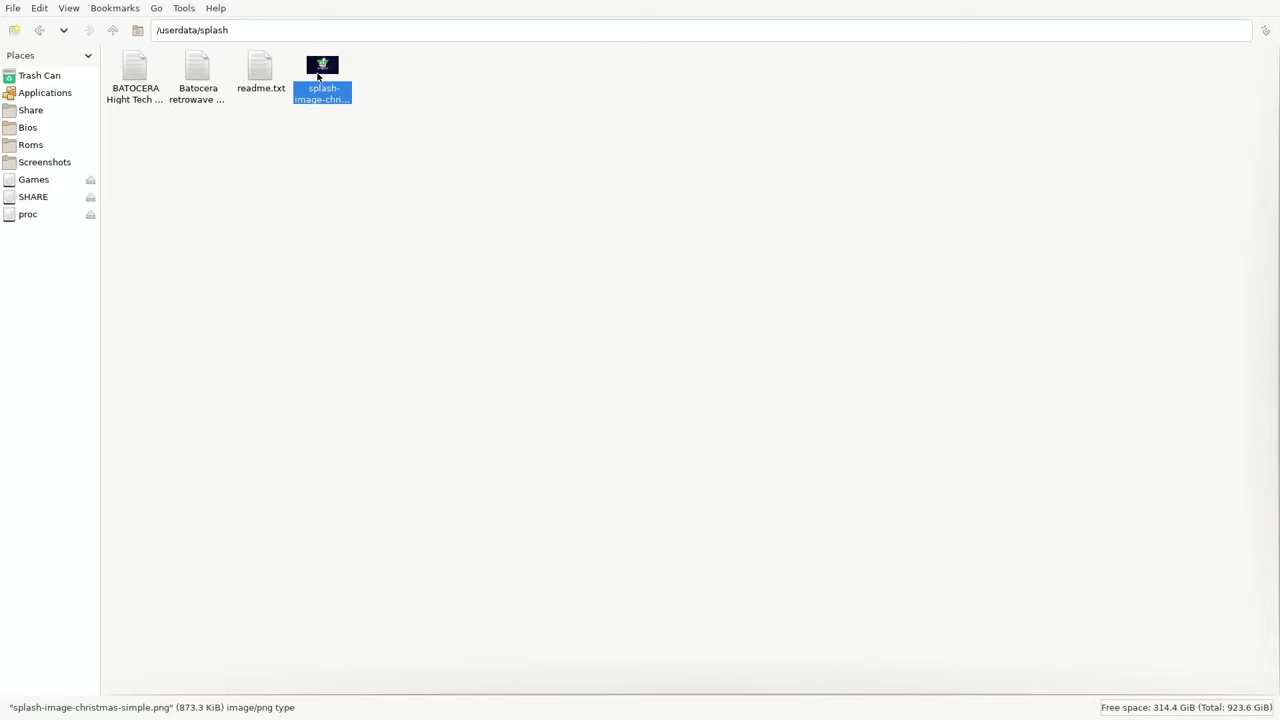 File Edit View Bookmarks Go Tools Help
/userdata/splash
Places
Trash Can
Applications
Share
Bios
Roms
Screenshots
Games
SHARE
proc
BATOCERA
Hight Tech ...
Batocera
retrowave ...
readme.txt
splash-
image-chri...
"splash-image-christmas-simple.png" (873.3 KiB) image/png type
Free space: 314.4 GiB (Total: 923.6 GiB)